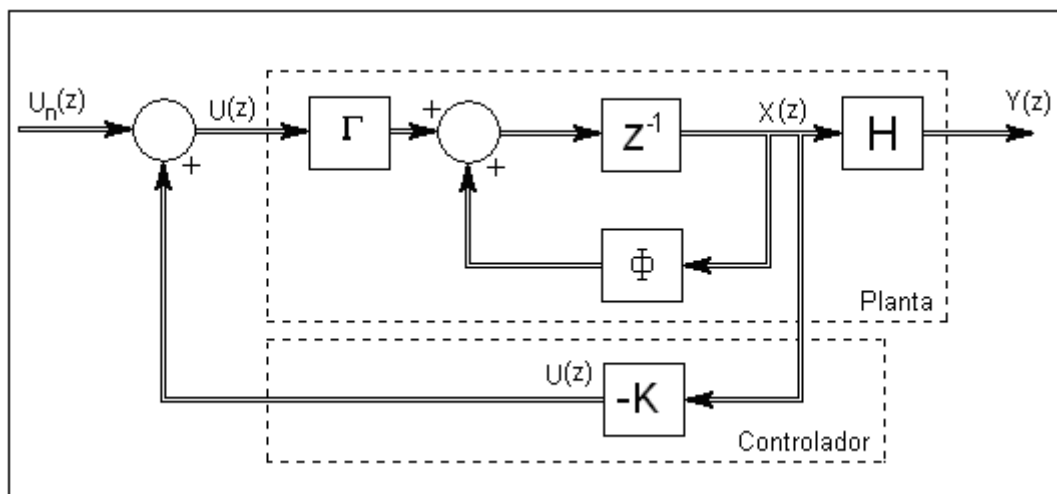 Uₙ(z)
+
U(z)
Γ
+
+
z⁻¹
X(z)
H
Y(z)
Φ
Planta
U(z)
-K
Controlador